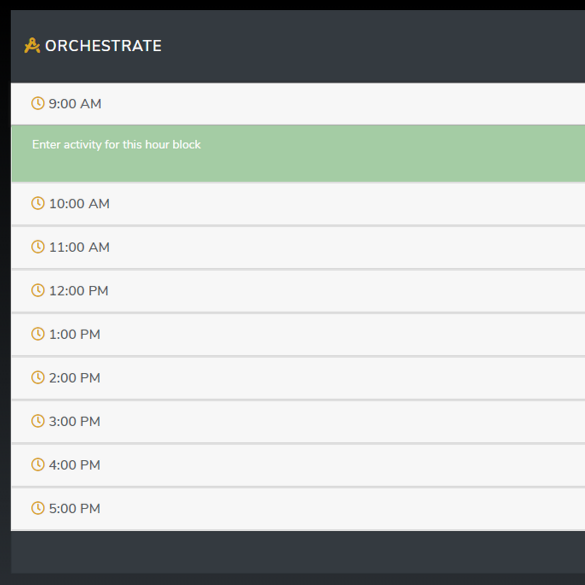 ORCHESTRATE
9:00 AM
Enter activity for this hour block
10:00 AM
11:00 AM
12:00 PM
1:00 PM
2:00 PM
3:00 PM
4:00 PM
5:00 PM